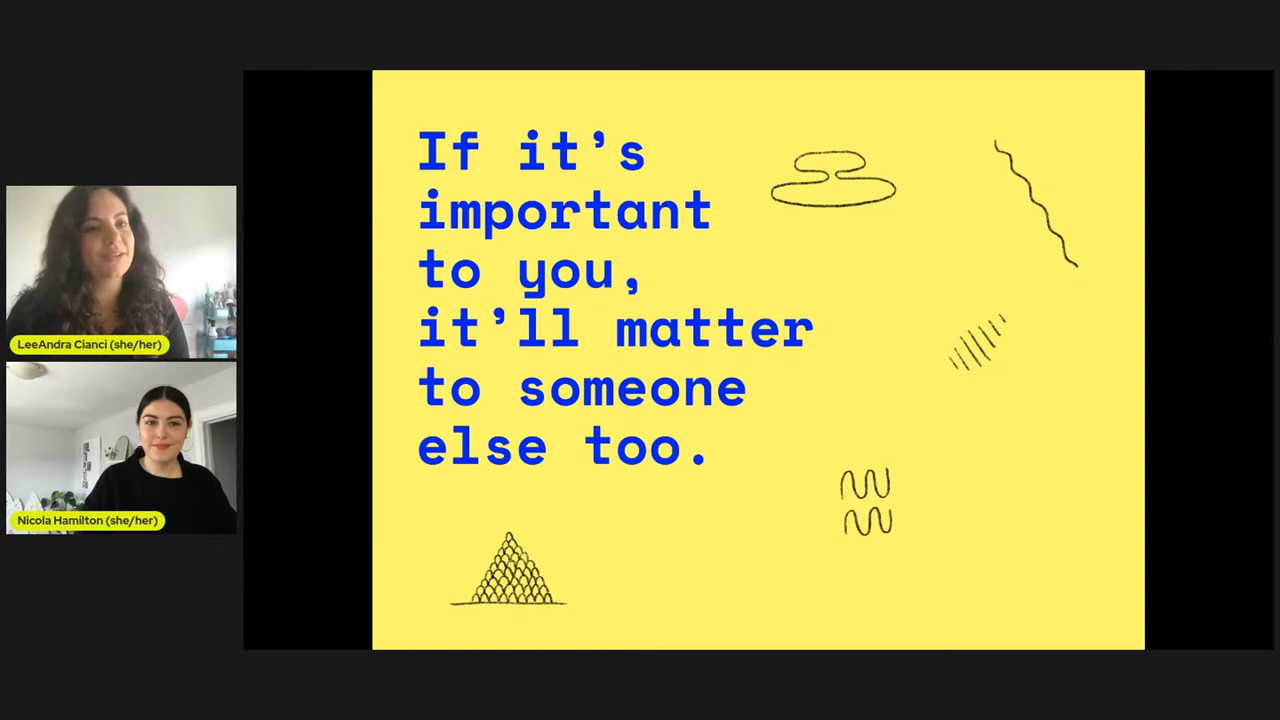 If it’s
important
to you,
it’ll matter
to someone
else too.
LeeAndra Cianci (she/her)
Nicola Hamilton (she/her)